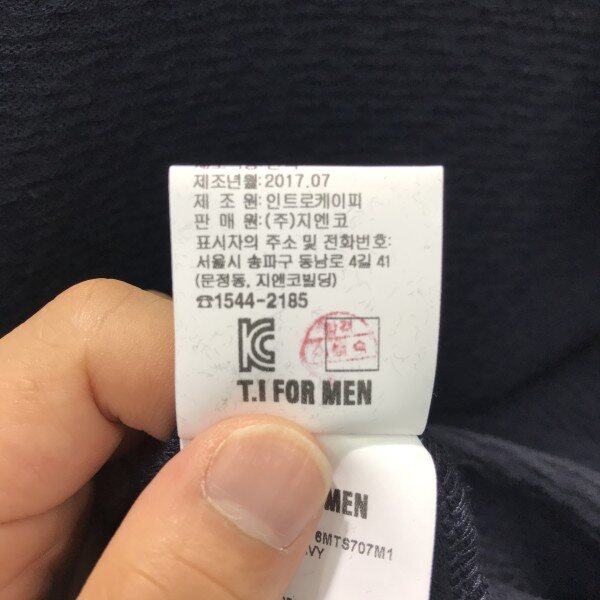 제조년월:2017.07
제 조 원:인트로케이피
판 매 원:(주)지엔코
표시자의 주소 및 전화번호:
서울시 송파구 동남로 4길 41
(문정동, 지엔코빌딩)
☎1544-2185
T.I FOR MEN
MEN
6MTS707M1